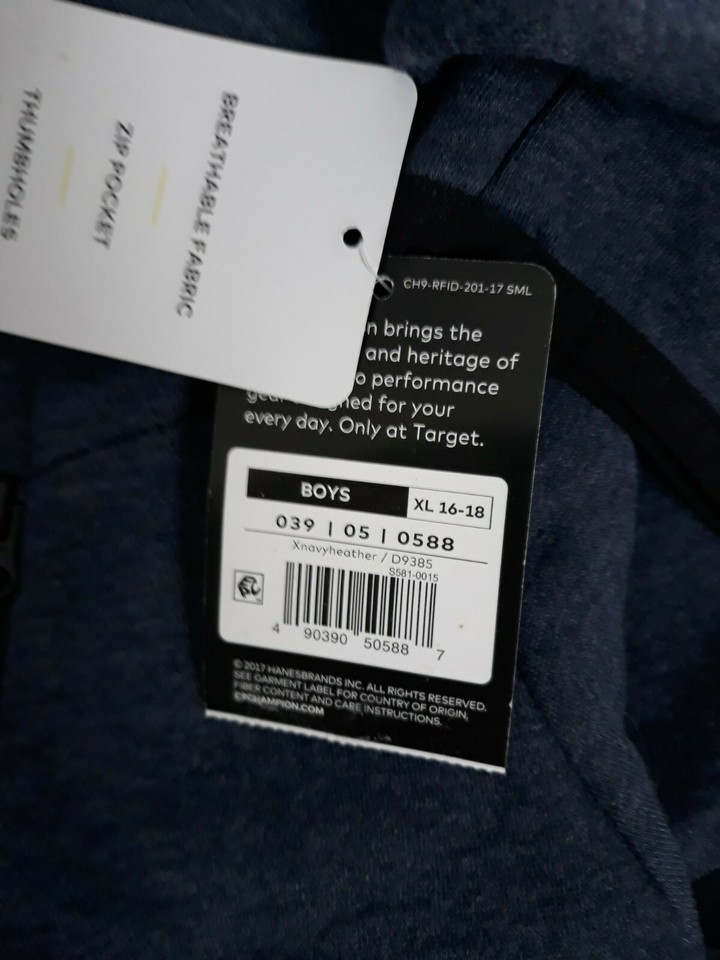 BREATHABLE FABRIC
ZIP POCKET
THUMBHOLES
CH9-RFID-201-17 SML
brings the
and heritage of
performance
for your
every day. Only at Target.
BOYS
XL 16-18
039 | 05 | 0588
Xnavyheather / D9385
S581-0015
4 90390 50588 7
© 2017 HANESBRANDS INC. ALL RIGHTS RESERVED.
SEE GARMENT LABEL FOR COUNTRY OF ORIGIN,
FIBER CONTENT AND CARE INSTRUCTIONS.
C9CHAMPION.COM